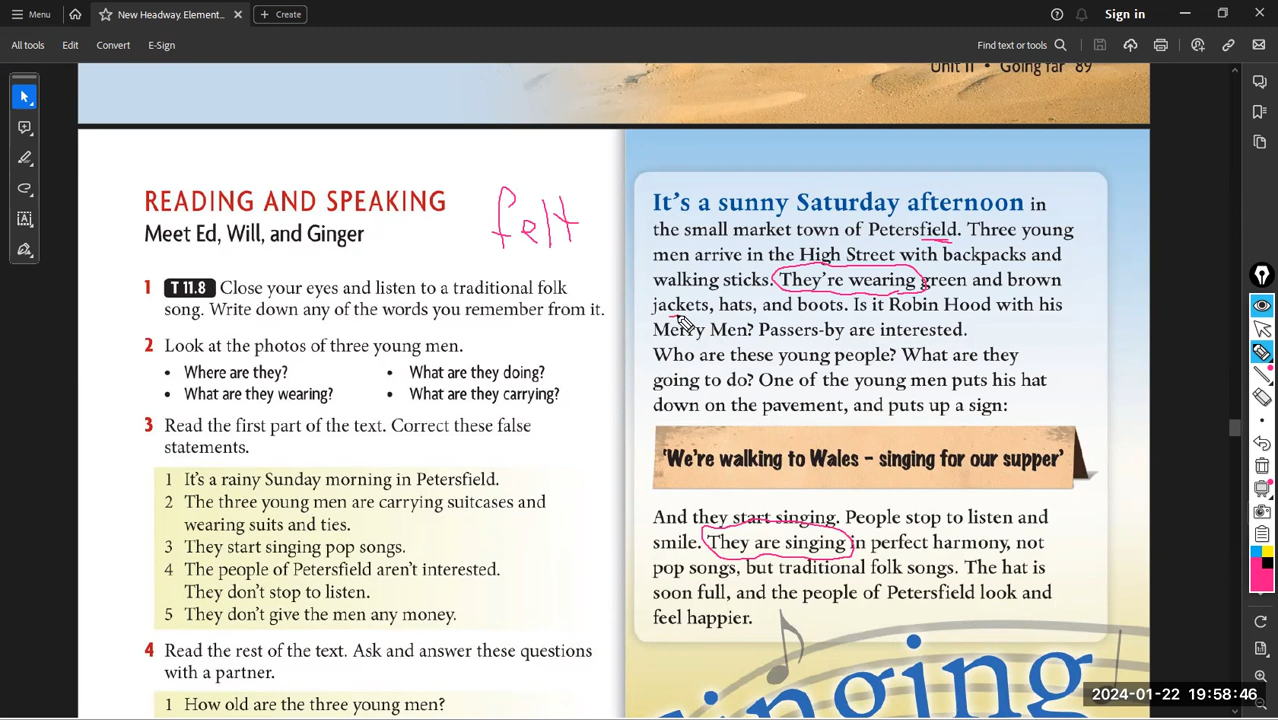 Menu
New Headway. Element...
Create
Sign in
All tools
Edit
Convert
E-Sign
Find text or tools
Unit 11 • Going far 89
READING AND SPEAKING
Meet Ed, Will, and Ginger
felt
1 T 11.8 Close your eyes and listen to a traditional folk
song. Write down any of the words you remember from it.
2 Look at the photos of three young men.
• Where are they?
• What are they doing?
• What are they wearing?
• What are they carrying?
3 Read the first part of the text. Correct these false
statements.
1 It's a rainy Sunday morning in Petersfield.
2 The three young men are carrying suitcases and
wearing suits and ties.
3 They start singing pop songs.
4 The people of Petersfield aren't interested.
They don't stop to listen.
5 They don't give the men any money.
4 Read the rest of the text. Ask and answer these questions
with a partner.
1 How old are the three young men?
It's a sunny Saturday afternoon in
the small market town of Petersfield. Three young
men arrive in the High Street with backpacks and
walking sticks. They're wearing green and brown
jackets, hats, and boots. Is it Robin Hood with his
Merry Men? Passers-by are interested.
Who are these young people? What are they
going to do? One of the young men puts his hat
down on the pavement, and puts up a sign:
'We're walking to Wales – singing for our supper'
And they start singing. People stop to listen and
smile. They are singing in perfect harmony, not
pop songs, but traditional folk songs. The hat is
soon full, and the people of Petersfield look and
feel happier.
singing
2024-01-22 19:58:46